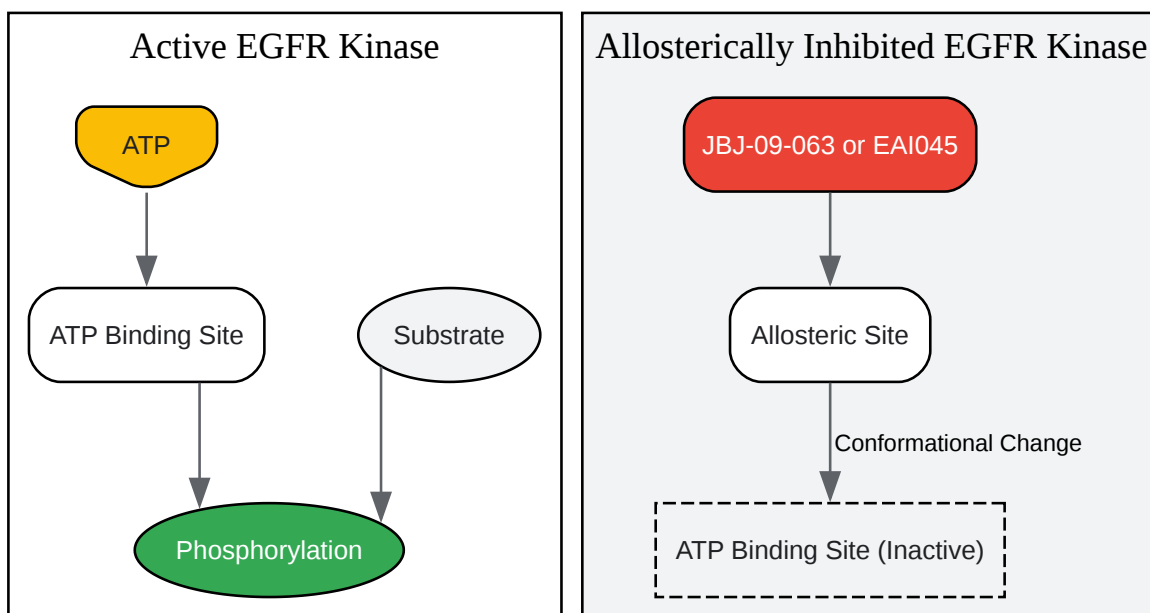 Active EGFR Kinase
ATP
ATP Binding Site
Substrate
Phosphorylation
Allosterically Inhibited EGFR Kinase
JBJ-09-063 or EAI045
Allosteric Site
Conformational Change
ATP Binding Site (Inactive)